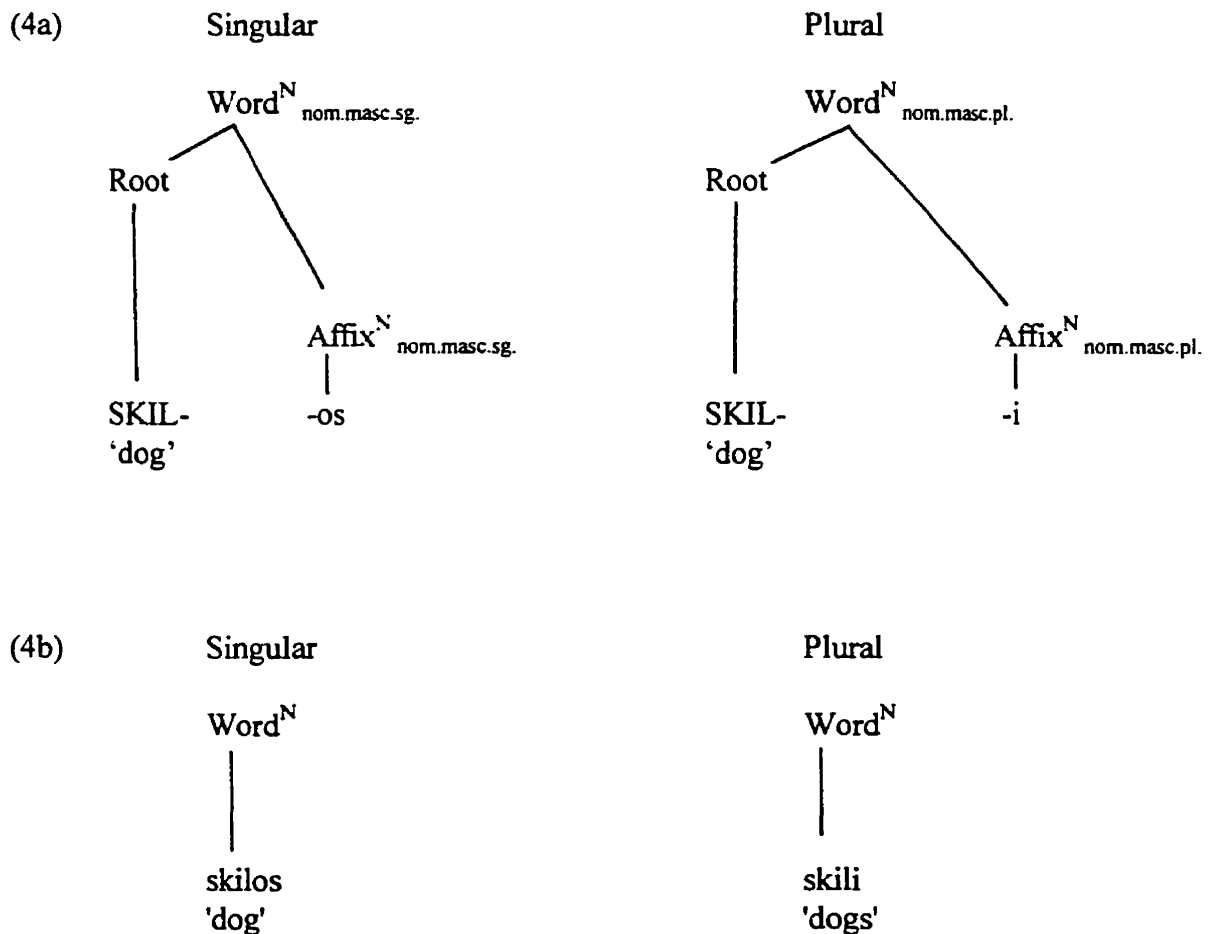 (4a) Singular Plural
Word^N nom.masc.sg. Word^N nom.masc.pl.
Root Root
Affix^N nom.masc.sg. Affix^N nom.masc.pl.
SKIL- -os SKIL- -i
‘dog’ ‘dog’
(4b) Singular Plural
Word^N Word^N
skilos skili
'dog' 'dogs'